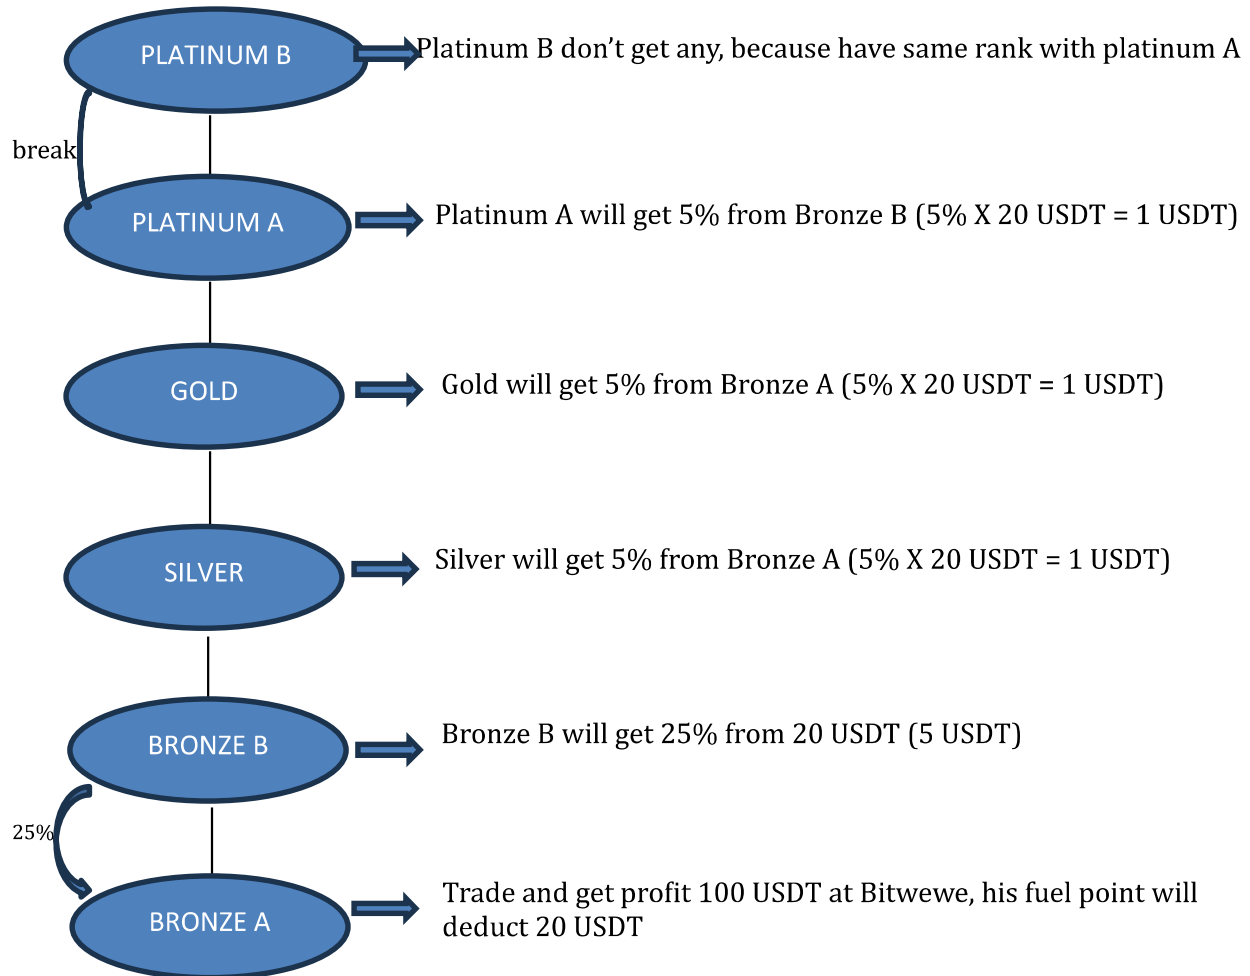 PLATINUM B
Platinum B don’t get any, because have same rank with platinum A
break
PLATINUM A
Platinum A will get 5% from Bronze B (5% X 20 USDT = 1 USDT)
GOLD
Gold will get 5% from Bronze A (5% X 20 USDT = 1 USDT)
SILVER
Silver will get 5% from Bronze A (5% X 20 USDT = 1 USDT)
BRONZE B
Bronze B will get 25% from 20 USDT (5 USDT)
25%
BRONZE A
Trade and get profit 100 USDT at Bitwewe, his fuel point will
deduct 20 USDT